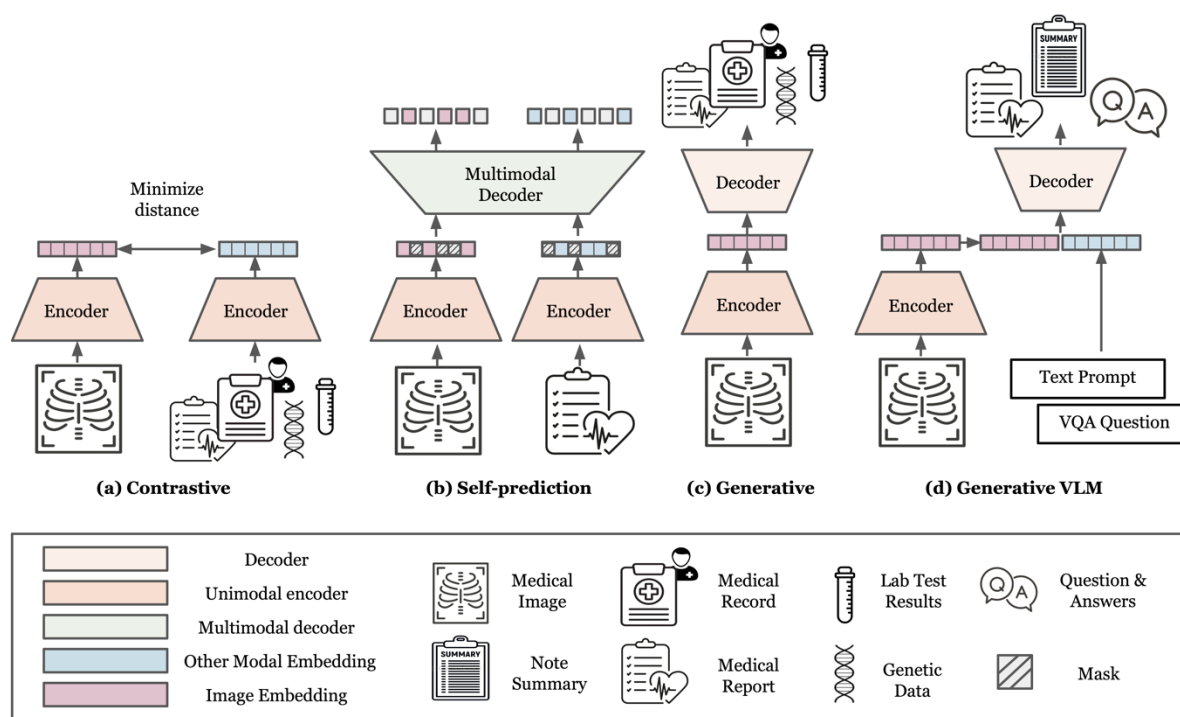 SUMMARY
Q
A
Multimodal
Decoder
Decoder
Decoder
Minimize
distance
Encoder
Encoder
Encoder
Encoder
Encoder
Encoder
Text Prompt
VQA Question
(a) Contrastive
(b) Self-prediction
(c) Generative
(d) Generative VLM
Decoder
Unimodal encoder
Multimodal decoder
Other Modal Embedding
Image Embedding
Medical
Image
SUMMARY
Note
Summary
Medical
Record
Medical
Report
Lab Test
Results
Genetic
Data
Q
A
Question &
Answers
Mask